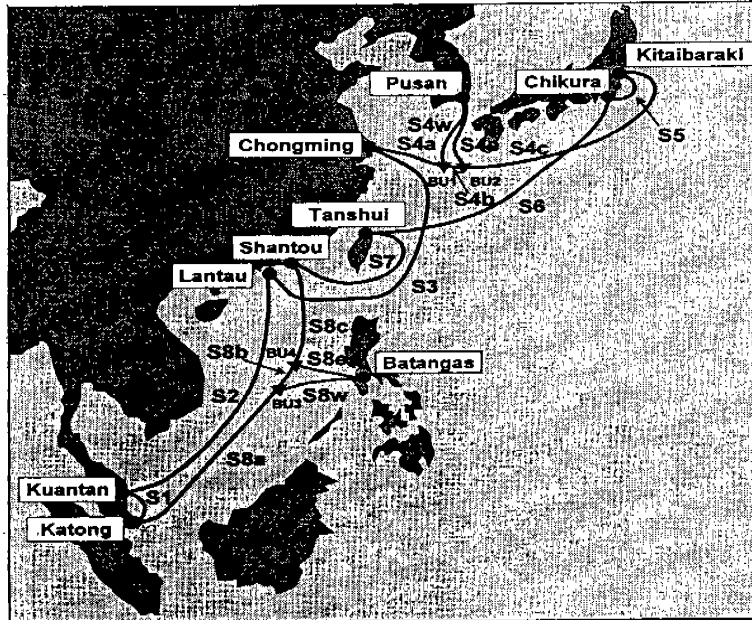 Kitaibaraki
Pusan
Chikura
S4w
S5
S4a
S4e
S4c
Chongming
BU1
BU2
S4b
Tanshui
S6
Shantou
S7
Lantau
S3
S8c
S8b
BU4
S8e
Batangas
S2
BU3
S8w
S8a
Kuantan
S1
Katong